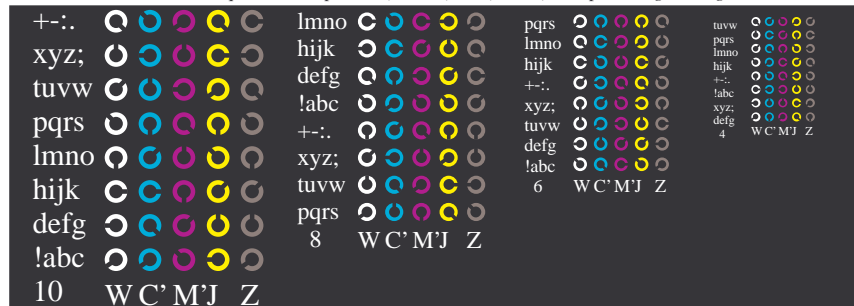 +-:.
xyz;
tuvw
pqrs
lmno
hijk
defg
!abc
10 W C’ M’J Z
lmno
hijk
defg
!abc
+-:.
xyz;
tuvw
pqrs
8 W C’ M’J Z
pqrs
lmno
hijk
+-:.
xyz;
tuvw
defg
!abc
6 W C’ M’J Z
tuvw
pqrs
lmno
hijk
+-:.
!abc
xyz;
defg
4 W C’ M’J Z